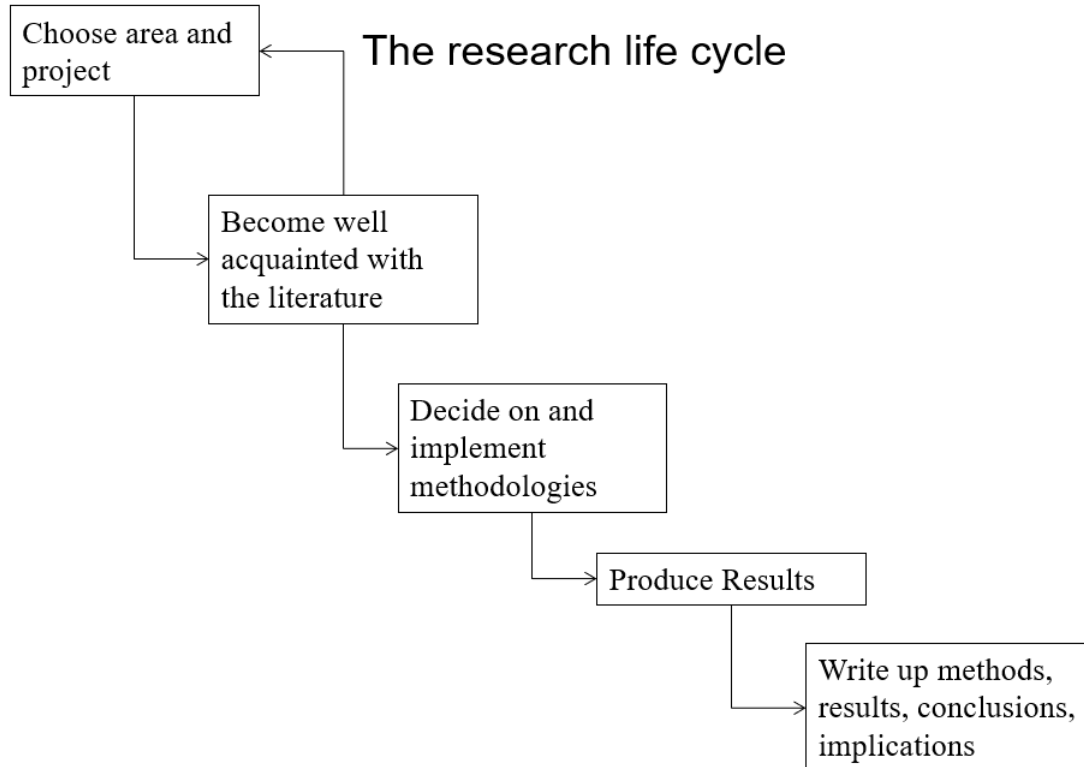 The research life cycle
Choose area and
project
Become well
acquainted with
the literature
Decide on and
implement
methodologies
Produce Results
Write up methods,
results, conclusions,
implications